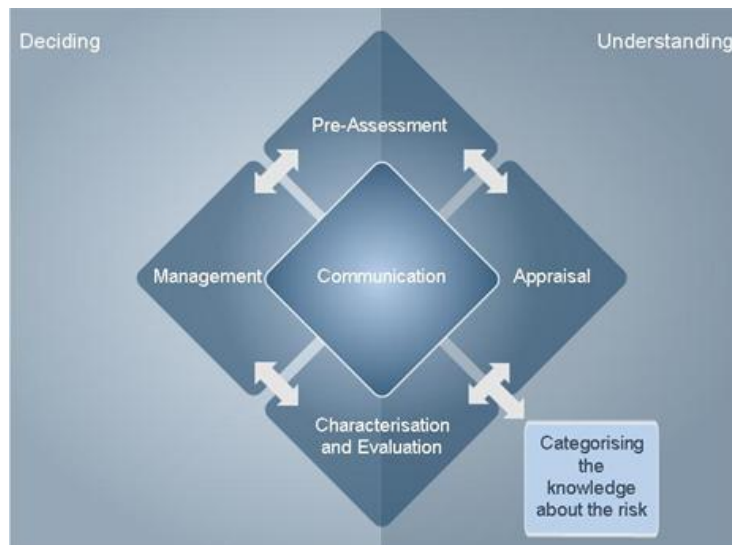 Deciding
Understanding
Pre-Assessment
Management
Communication
Appraisal
Characterisation
and Evaluation
Categorising
the
knowledge
about the risk